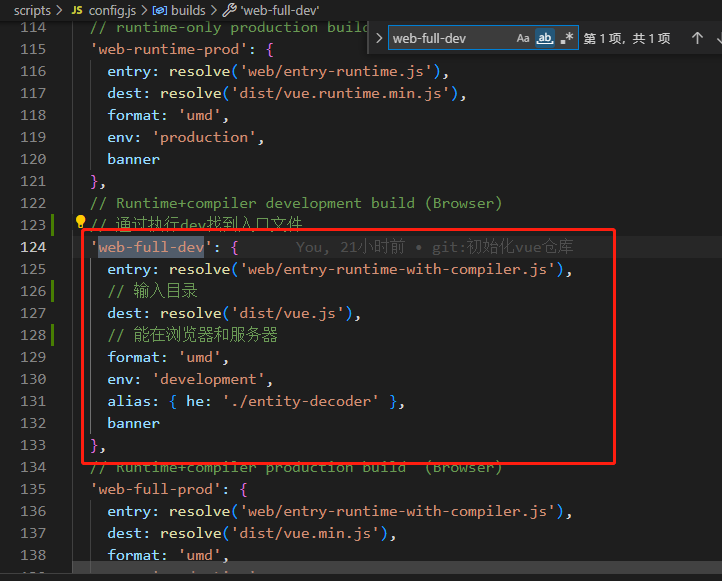 scripts > JS config.js > builds > 'web-full-dev'
web-full-dev Aa ab .* 第 1 项，共 1 项
114 // runtime-only production buil
115 'web-runtime-prod': {
116 entry: resolve('web/entry-runtime.js'),
117 dest: resolve('dist/vue.runtime.min.js'),
118 format: 'umd',
119 env: 'production',
120 banner
121 },
122 // Runtime+compiler development build (Browser)
123 // 通过执行dev找到入口文件
124 'web-full-dev': { You, 21小时前 • git:初始化vue仓库
125 entry: resolve('web/entry-runtime-with-compiler.js'),
126 // 输入目录
127 dest: resolve('dist/vue.js'),
128 // 能在浏览器和服务器
129 format: 'umd',
130 env: 'development',
131 alias: { he: './entity-decoder' },
132 banner
133 },
134 // Runtime+compiler production build (Browser)
135 'web-full-prod': {
136 entry: resolve('web/entry-runtime-with-compiler.js'),
137 dest: resolve('dist/vue.min.js'),
138 format: 'umd',